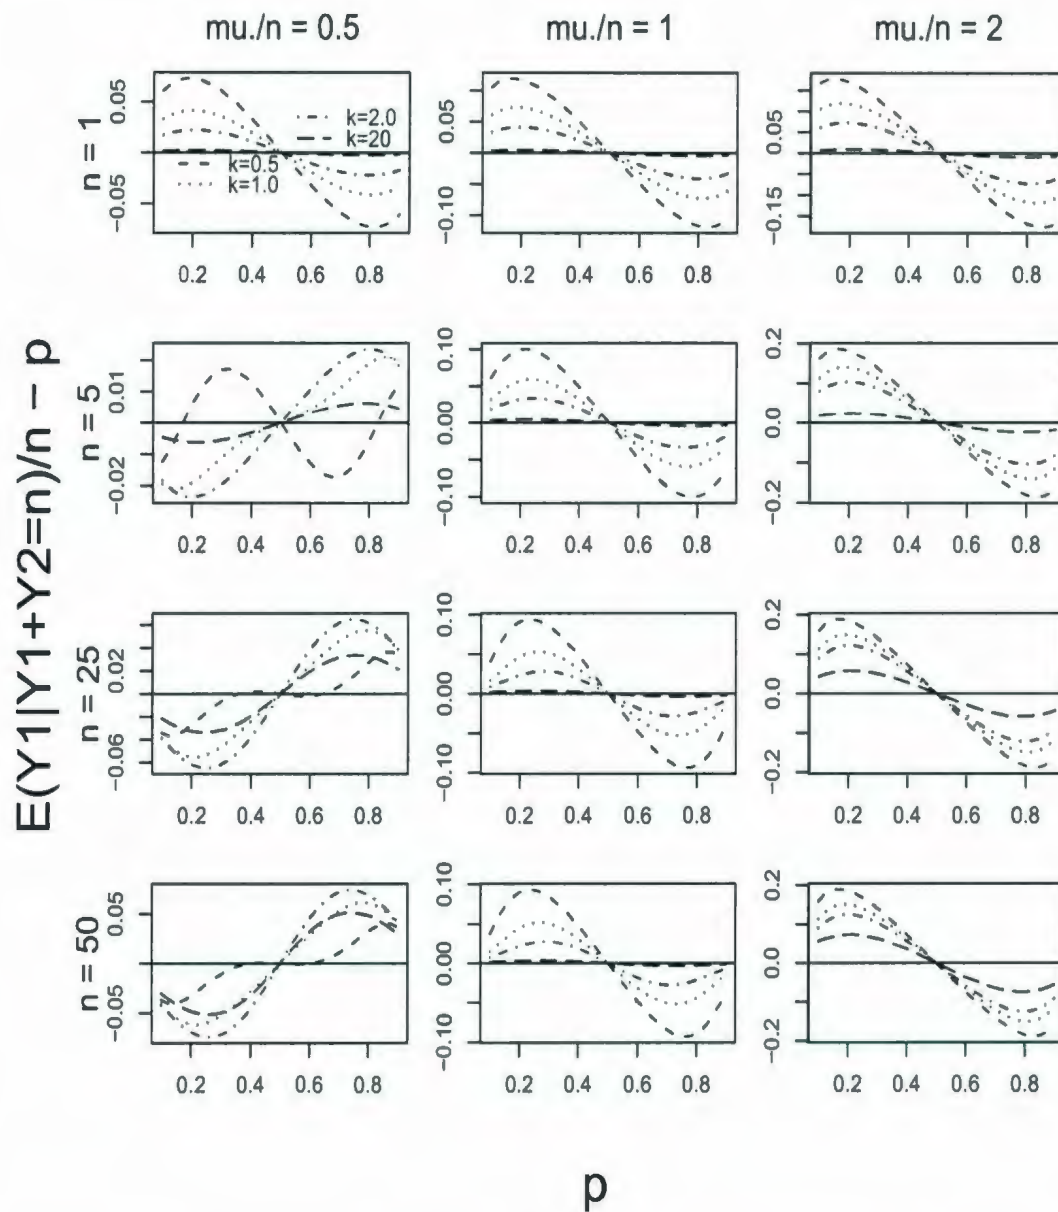 mu./n = 0.5
mu./n = 1
mu./n = 2
E(Y1|Y1+Y2=n)/n − p
n = 1
0.05
−0.05
k=2.0
k=20
k=0.5
k=1.0
0.2 0.4 0.6 0.8
0.05
−0.10
0.2 0.4 0.6 0.8
0.05
−0.15
0.2 0.4 0.6 0.8
n = 5
0.01
−0.02
0.2 0.4 0.6 0.8
0.10
0.00
−0.10
0.2 0.4 0.6 0.8
0.2
0.0
−0.2
0.2 0.4 0.6 0.8
n = 25
0.02
−0.06
0.2 0.4 0.6 0.8
0.10
0.00
−0.10
0.2 0.4 0.6 0.8
0.2
0.0
−0.2
0.2 0.4 0.6 0.8
n = 50
0.05
−0.05
0.2 0.4 0.6 0.8
0.10
0.00
−0.10
0.2 0.4 0.6 0.8
0.2
0.0
−0.2
0.2 0.4 0.6 0.8
p